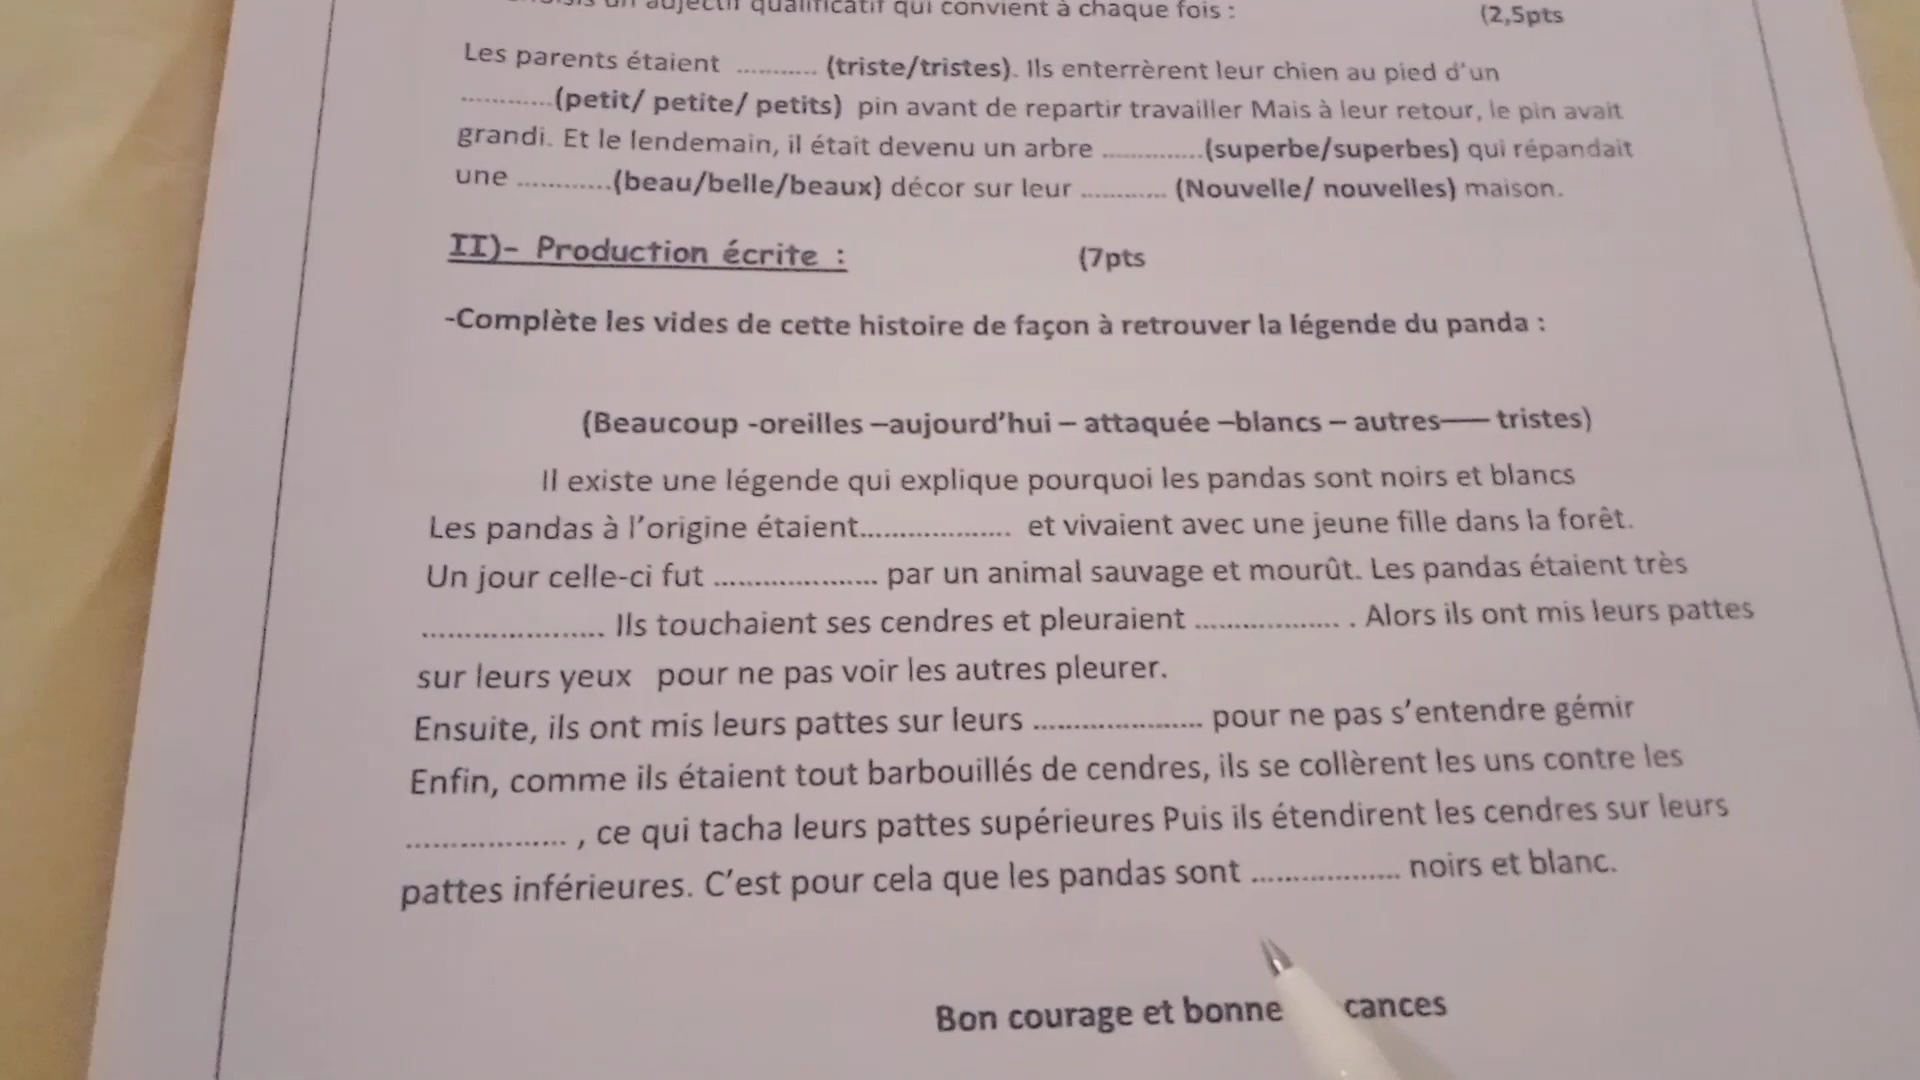 un adjectif qualificatif qui convient à chaque fois : (2,5pts
Les parents étaient ........... (triste/tristes). Ils enterrèrent leur chien au pied d'un
............(petit/ petite/ petits) pin avant de repartir travailler Mais à leur retour, le pin avait
grandi. Et le lendemain, il était devenu un arbre .............(superbe/superbes) qui répandait
une ............(beau/belle/beaux) décor sur leur ............ (Nouvelle/ nouvelles) maison.
II)- Production écrite : (7pts
-Complète les vides de cette histoire de façon à retrouver la légende du panda :
(Beaucoup -oreilles –aujourd'hui – attaquée –blancs – autres–– tristes)
Il existe une légende qui explique pourquoi les pandas sont noirs et blancs
Les pandas à l'origine étaient................... et vivaient avec une jeune fille dans la forêt.
Un jour celle-ci fut .................... par un animal sauvage et mourût. Les pandas étaient très
...................... Ils touchaient ses cendres et pleuraient .................. . Alors ils ont mis leurs pattes
sur leurs yeux pour ne pas voir les autres pleurer.
Ensuite, ils ont mis leurs pattes sur leurs ..................... pour ne pas s'entendre gémir
Enfin, comme ils étaient tout barbouillés de cendres, ils se collèrent les uns contre les
................... , ce qui tacha leurs pattes supérieures Puis ils étendirent les cendres sur leurs
pattes inférieures. C'est pour cela que les pandas sont .................. noirs et blanc.
Bon courage et bonne cances